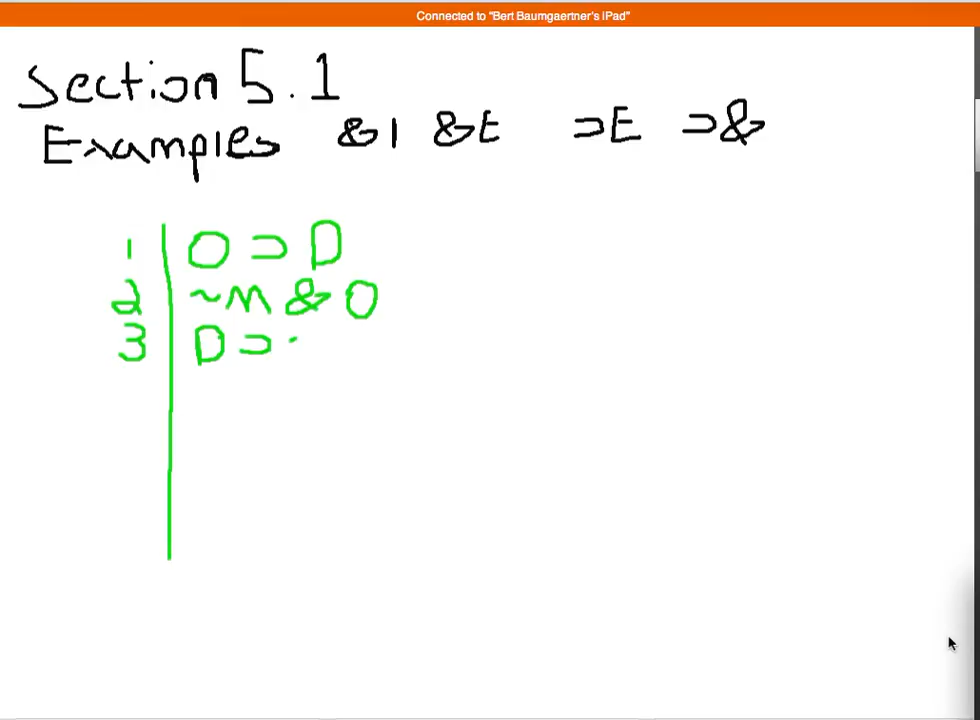 Connected to "Bert Baumgaertner's iPad"
Section 5.1
Examples &I &E ⊃E ⊃&
1 O ⊃ D
2 ~M & O
3 D ⊃